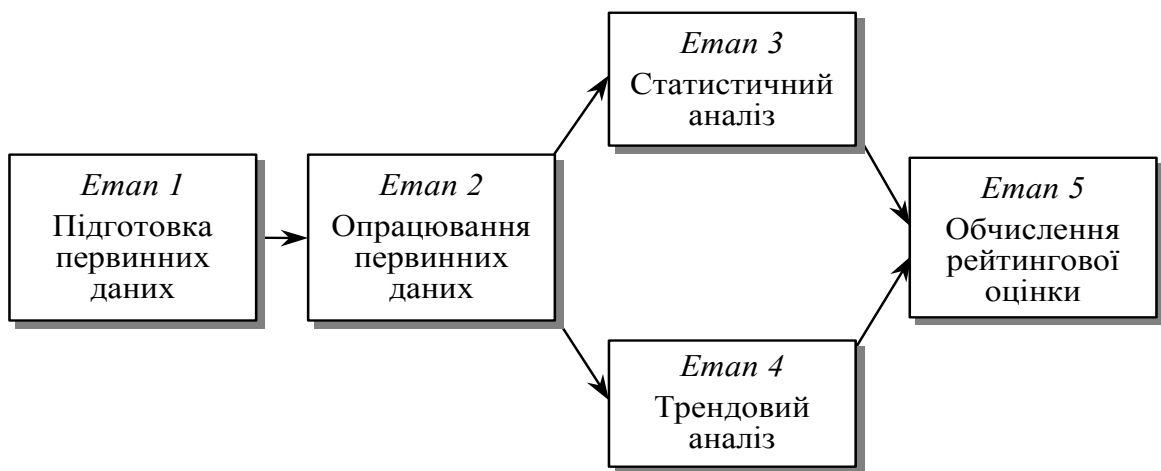 Етап 1
Підготовка
первинних
даних
Етап 2
Опрацювання
первинних
даних
Етап 3
Статистичний
аналіз
Етап 4
Трендовий
аналіз
Етап 5
Обчислення
рейтингової
оцінки